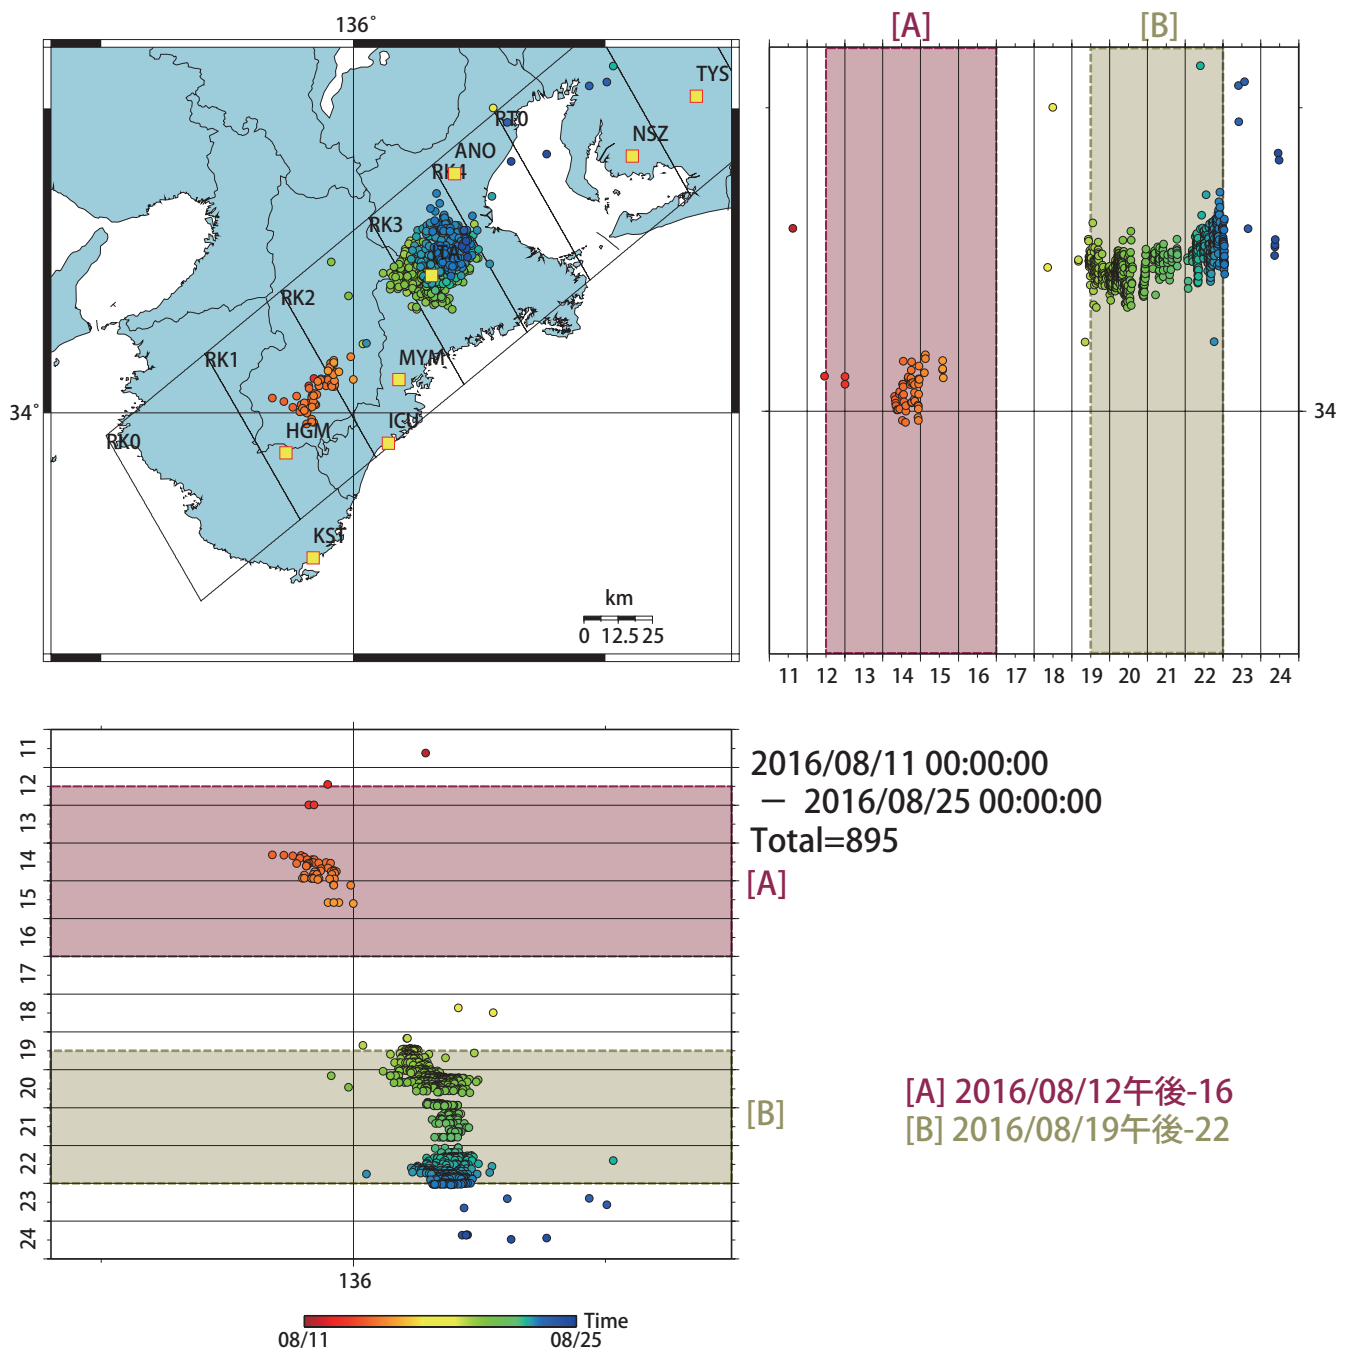 136°
[A]
[B]
TYS
RT0
NSZ
ANO
RK4
RK3
ITA
RK2
RK1
MYM
34°
RK0
HGM
ICU
KST
km
0 12.5 25
34
11 12 13 14 15 16 17 18 19 20 21 22 23 24
11
12
13
14
15
16
17
18
19
20
21
22
23
24
2016/08/11 00:00:00
－ 2016/08/25 00:00:00
Total=895
[A]
[B]
[A] 2016/08/12午後-16
[B] 2016/08/19午後-22
136
Time
08/11 08/25